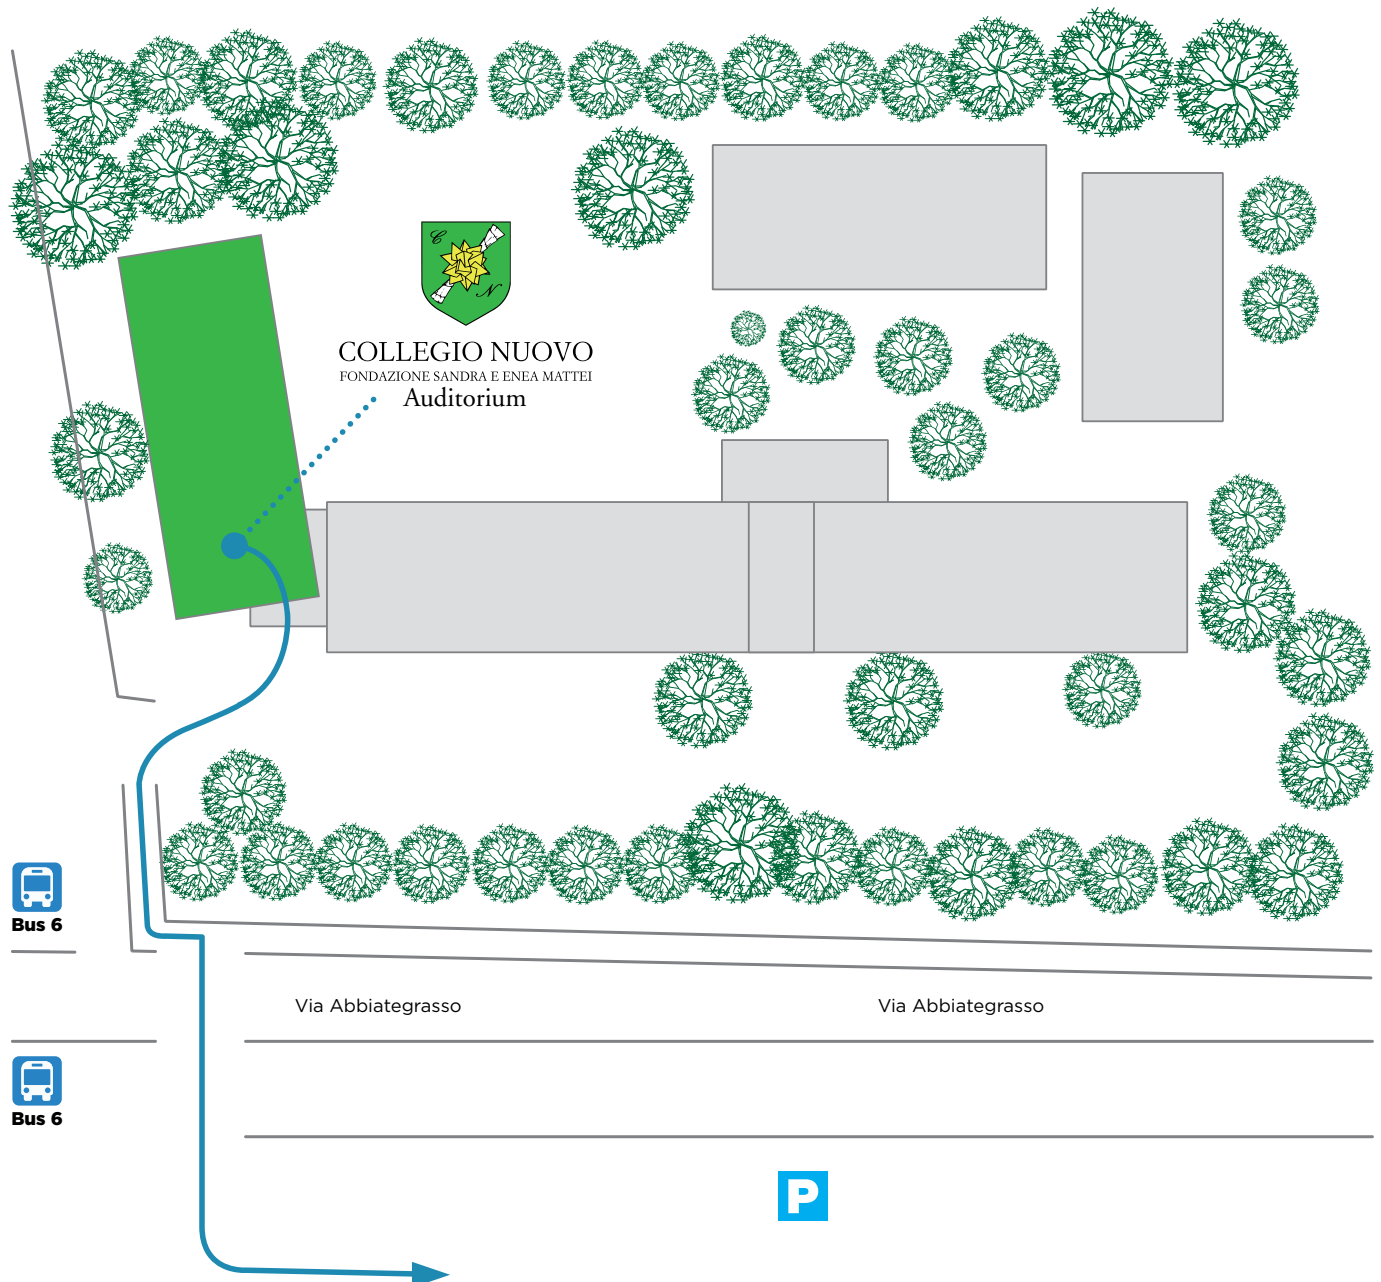 C
N
COLLEGIO NUOVO
FONDAZIONE SANDRA E ENEA MATTEI
Auditorium
Bus 6
Via Abbiategrasso
Via Abbiategrasso
Bus 6
P